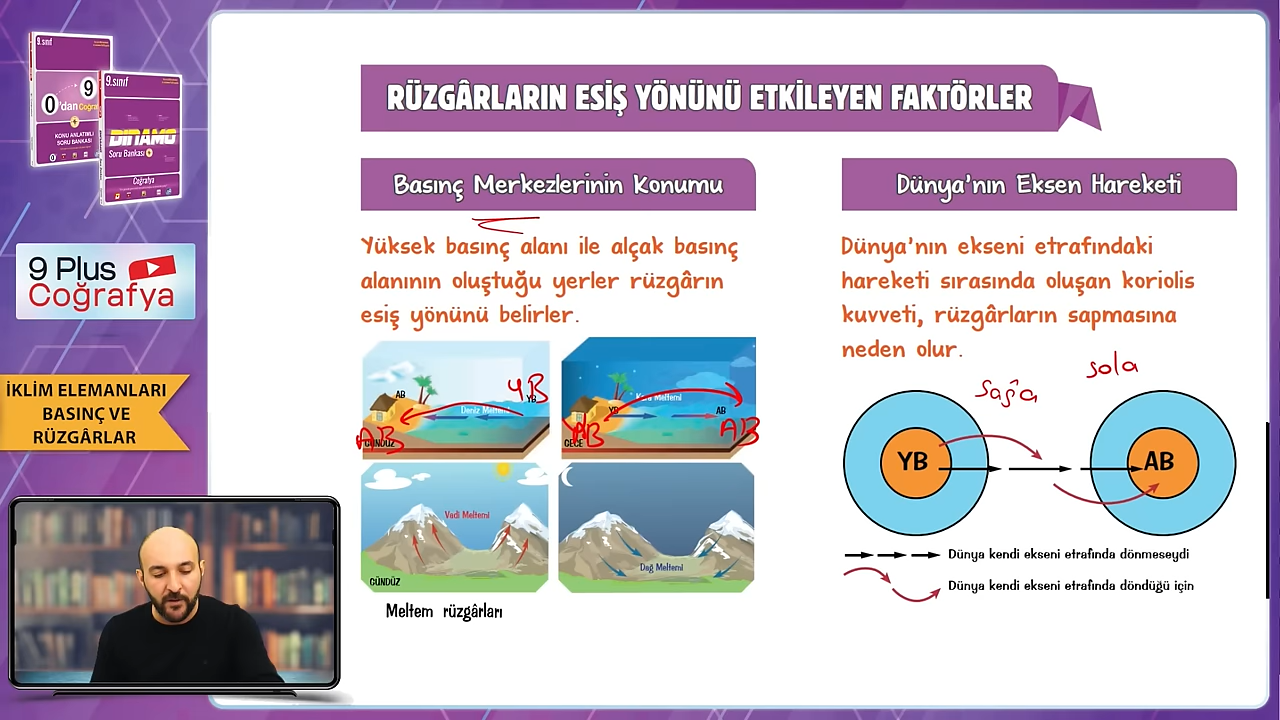 9.sınıf
9
0'dan
KONU ANLATIMLI
SORU BANKASI
9.sınıf
DINAMO
Soru Bankası
Coğrafya
9 Plus
Coğrafya
İKLİM ELEMANLARI
BASINÇ VE
RÜZGÂRLAR
RÜZGÂRLARIN ESİŞ YÖNÜNÜ ETKİLEYEN FAKTÖRLER
Basınç Merkezlerinin Konumu
Yüksek basınç alanı ile alçak basınç
alanının oluştuğu yerler rüzgârın
esiş yönünü belirler.
AB
YB
YB
Deniz Meltemi
AB
GÜNDÜZ
Kara Meltemi
YB
AB
YB
AB
GECE
Vadi Meltemi
GÜNDÜZ
Dağ Meltemi
Meltem rüzgârları
Dünya'nın Eksen Hareketi
Dünya'nın ekseni etrafındaki
hareketi sırasında oluşan koriolis
kuvveti, rüzgârların sapmasına
neden olur.
sağa
sola
YB
AB
Dünya kendi ekseni etrafında dönmeseydi
Dünya kendi ekseni etrafında döndüğü için